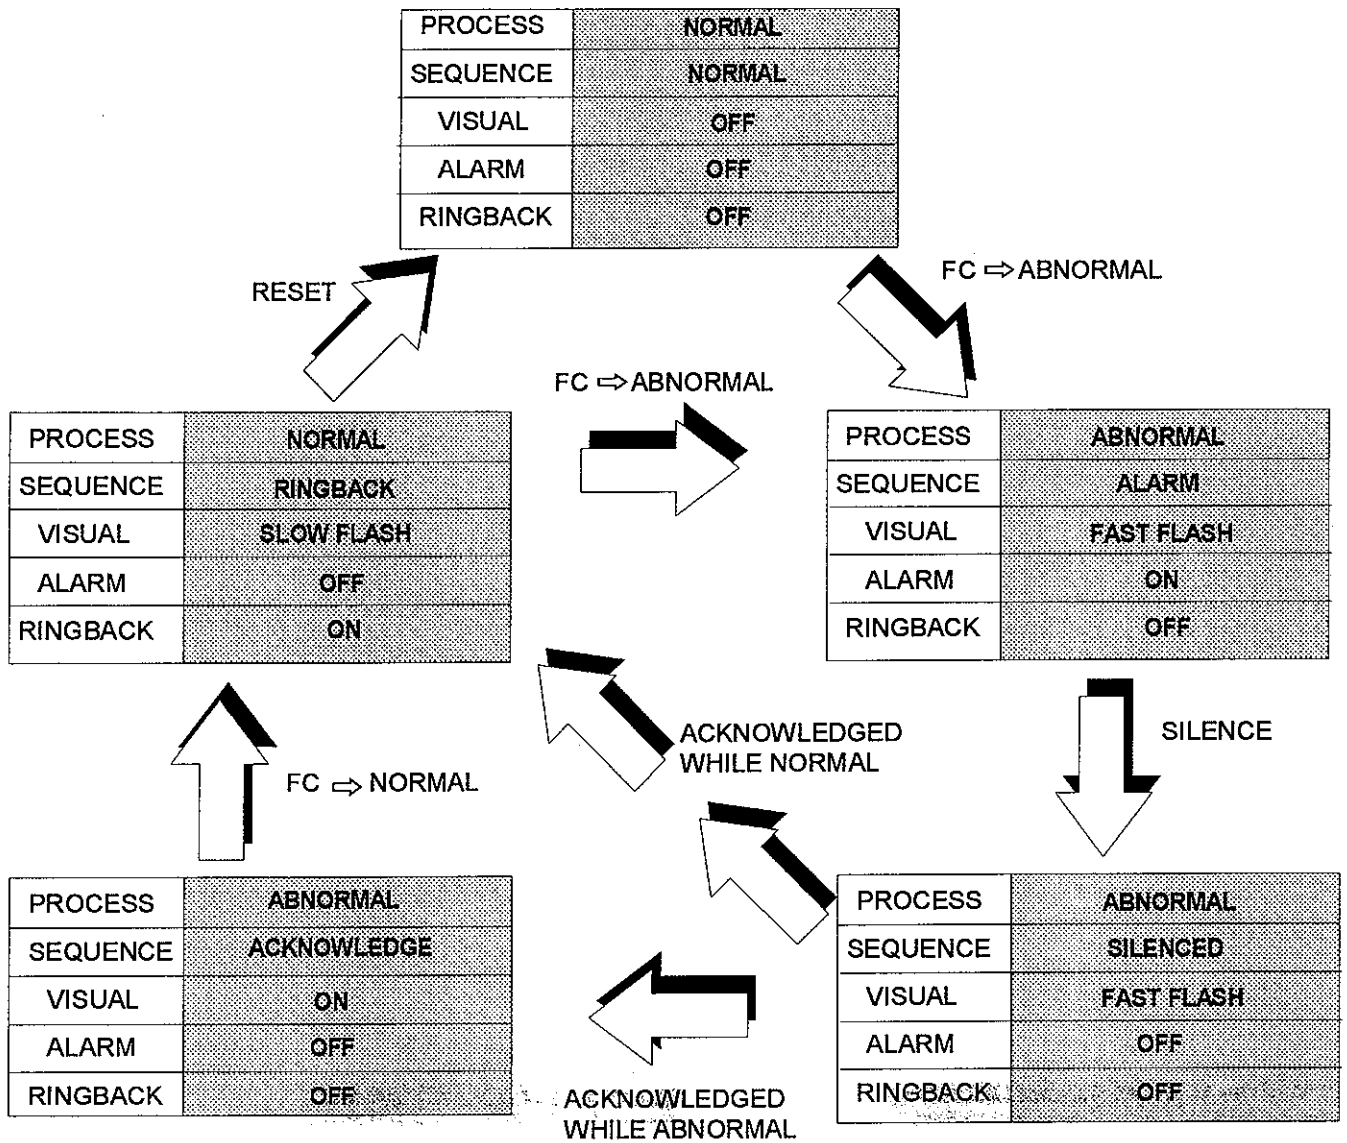 PROCESS NORMAL
SEQUENCE NORMAL
VISUAL OFF
ALARM OFF
RINGBACK OFF
RESET
FC ⇨ ABNORMAL
FC ⇨ ABNORMAL
PROCESS NORMAL
SEQUENCE RINGBACK
VISUAL SLOW FLASH
ALARM OFF
RINGBACK ON
PROCESS ABNORMAL
SEQUENCE ALARM
VISUAL FAST FLASH
ALARM ON
RINGBACK OFF
ACKNOWLEDGED
WHILE NORMAL
SILENCE
FC ⇨ NORMAL
PROCESS ABNORMAL
SEQUENCE ACKNOWLEDGE
VISUAL ON
ALARM OFF
RINGBACK OFF
PROCESS ABNORMAL
SEQUENCE SILENCED
VISUAL FAST FLASH
ALARM OFF
RINGBACK OFF
ACKNOWLEDGED
WHILE ABNORMAL